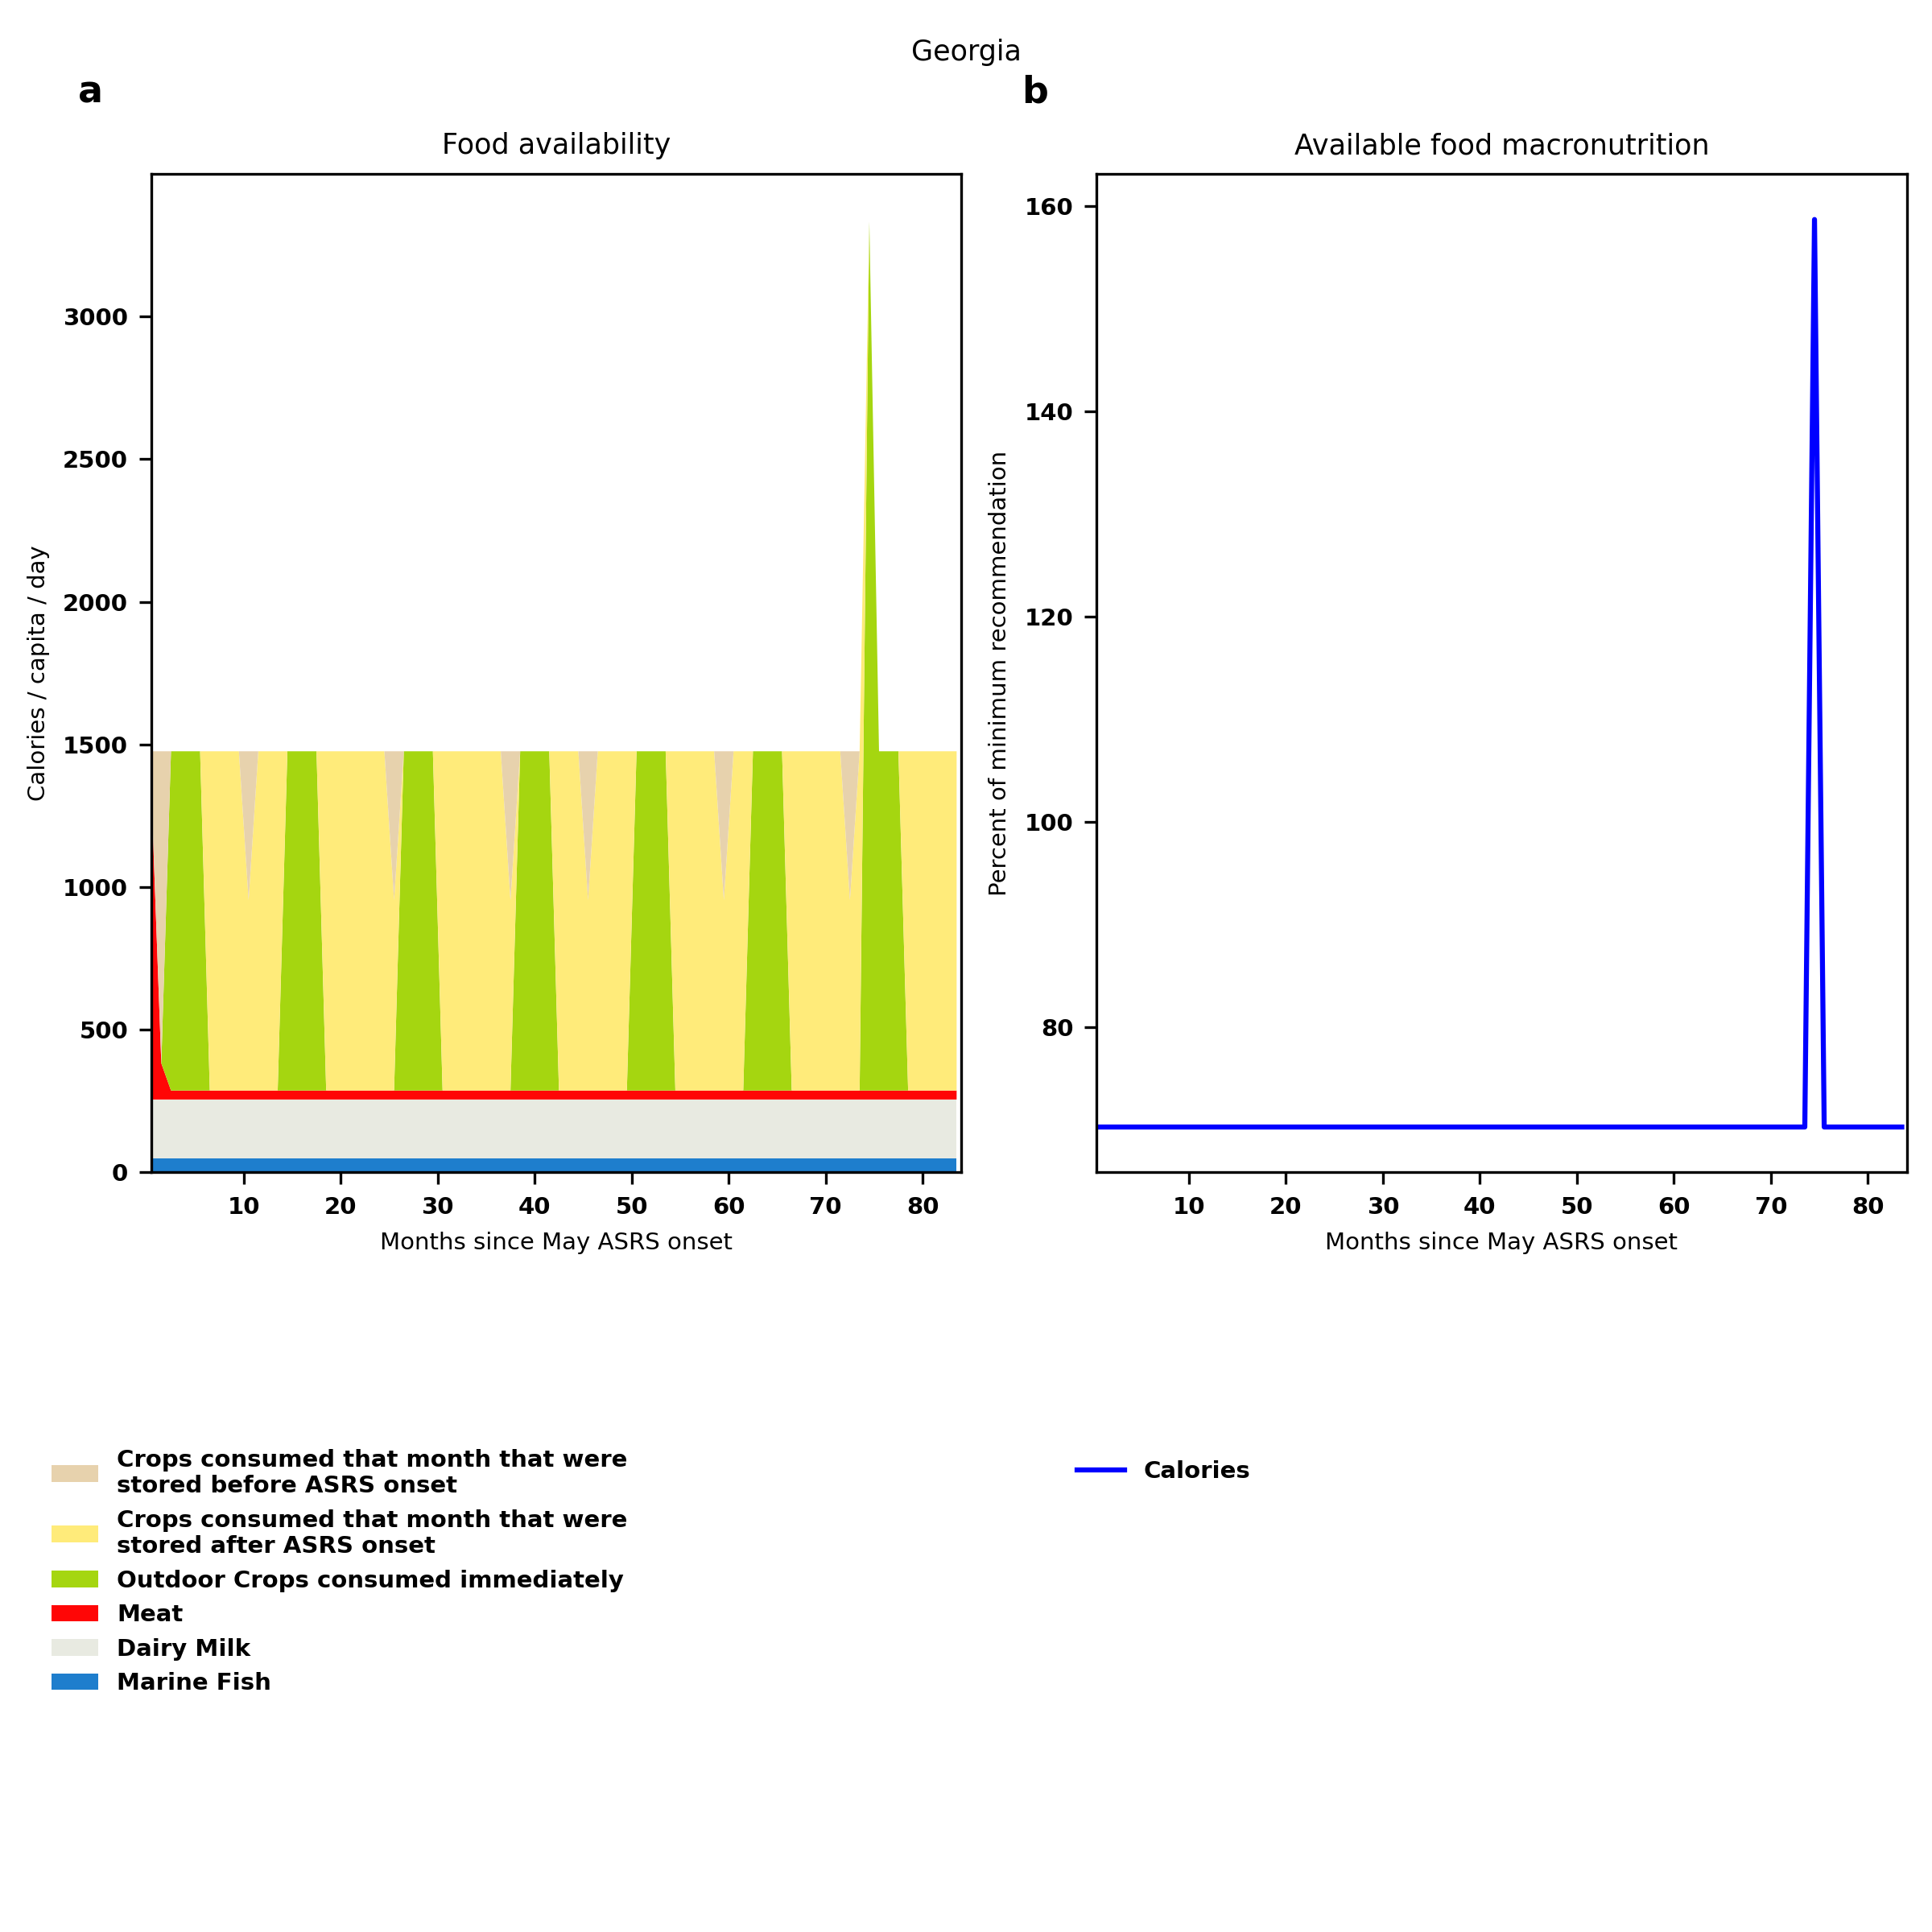 Georgia
a
Food availability
Calories / capita / day
3000
2500
2000
1500
1000
500
0
10 20 30 40 50 60 70 80
Months since May ASRS onset
b
Available food macronutrition
Percent of minimum recommendation
160
140
120
100
80
10 20 30 40 50 60 70 80
Months since May ASRS onset
Crops consumed that month that were
stored before ASRS onset
Crops consumed that month that were
stored after ASRS onset
Outdoor Crops consumed immediately
Meat
Dairy Milk
Marine Fish
Calories